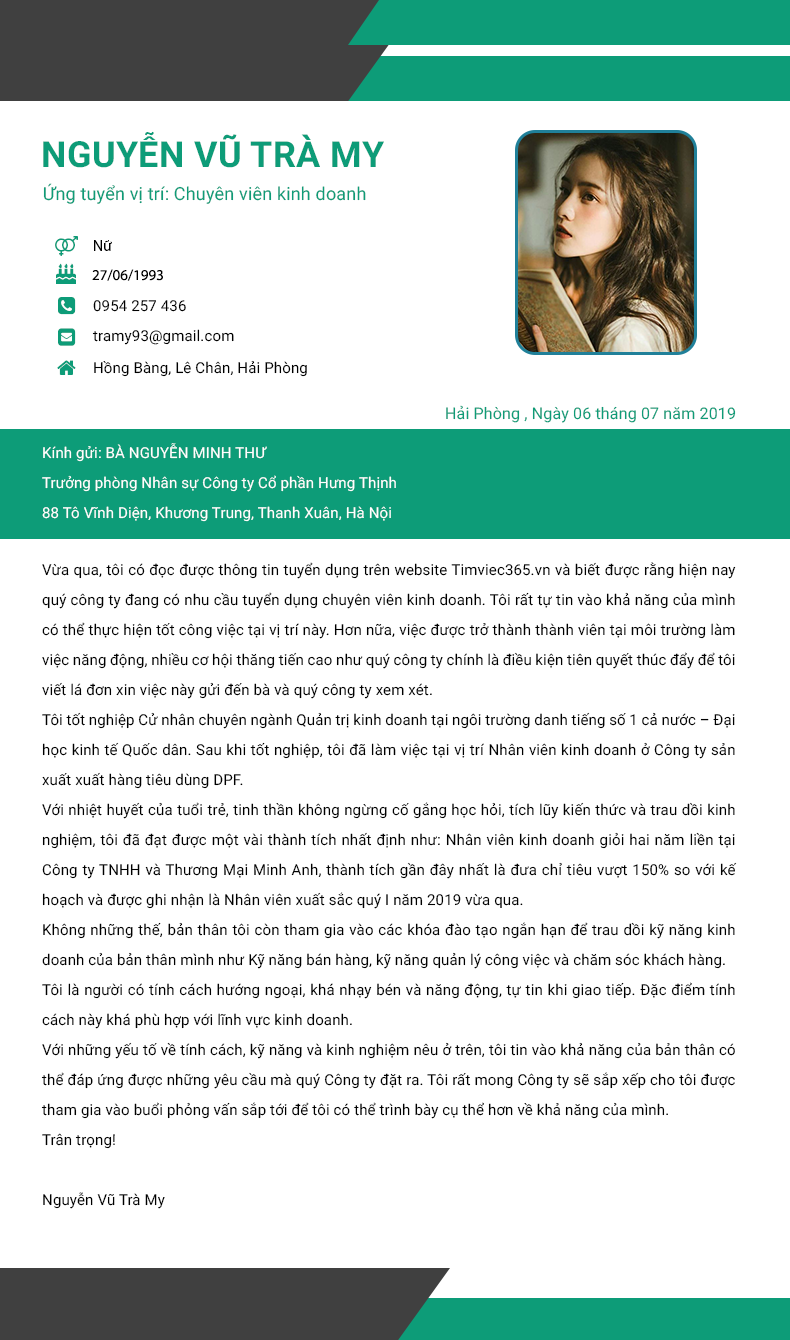 NGUYỄN VŨ TRÀ MY
Ứng tuyển vị trí: Chuyên viên kinh doanh
Nữ
27/06/1993
0954 257 436
tramy93@gmail.com
Hồng Bàng, Lê Chân, Hải Phòng
Hải Phòng , Ngày 06 tháng 07 năm 2019
Kính gửi: BÀ NGUYỄN MINH THƯ
Trưởng phòng Nhân sự Công ty Cổ phần Hưng Thịnh
88 Tô Vĩnh Diện, Khương Trung, Thanh Xuân, Hà Nội
Vừa qua, tôi có đọc được thông tin tuyển dụng trên website Timviec365.vn và biết được rằng hiện nay
quý công ty đang có nhu cầu tuyển dụng chuyên viên kinh doanh. Tôi rất tự tin vào khả năng của mình
có thể thực hiện tốt công việc tại vị trí này. Hơn nữa, việc được trở thành thành viên tại môi trường làm
việc năng động, nhiều cơ hội thăng tiến cao như quý công ty chính là điều kiện tiên quyết thúc đẩy để tôi
viết lá đơn xin việc này gửi đến bà và quý công ty xem xét.
Tôi tốt nghiệp Cử nhân chuyên ngành Quản trị kinh doanh tại ngôi trường danh tiếng số 1 cả nước – Đại
học kinh tế Quốc dân. Sau khi tốt nghiệp, tôi đã làm việc tại vị trí Nhân viên kinh doanh ở Công ty sản
xuất xuất hàng tiêu dùng DPF.
Với nhiệt huyết của tuổi trẻ, tinh thần không ngừng cố gắng học hỏi, tích lũy kiến thức và trau dồi kinh
nghiệm, tôi đã đạt được một vài thành tích nhất định như: Nhân viên kinh doanh giỏi hai năm liền tại
Công ty TNHH và Thương Mại Minh Anh, thành tích gần đây nhất là đưa chỉ tiêu vượt 150% so với kế
hoạch và được ghi nhận là Nhân viên xuất sắc quý I năm 2019 vừa qua.
Không những thế, bản thân tôi còn tham gia vào các khóa đào tạo ngắn hạn để trau dồi kỹ năng kinh
doanh của bản thân mình như Kỹ năng bán hàng, kỹ năng quản lý công việc và chăm sóc khách hàng.
Tôi là người có tính cách hướng ngoại, khá nhạy bén và năng động, tự tin khi giao tiếp. Đặc điểm tính
cách này khá phù hợp với lĩnh vực kinh doanh.
Với những yếu tố về tính cách, kỹ năng và kinh nghiệm nêu ở trên, tôi tin vào khả năng của bản thân có
thể đáp ứng được những yêu cầu mà quý Công ty đặt ra. Tôi rất mong Công ty sẽ sắp xếp cho tôi được
tham gia vào buổi phỏng vấn sắp tới để tôi có thể trình bày cụ thể hơn về khả năng của mình.
Trân trọng!
Nguyễn Vũ Trà My